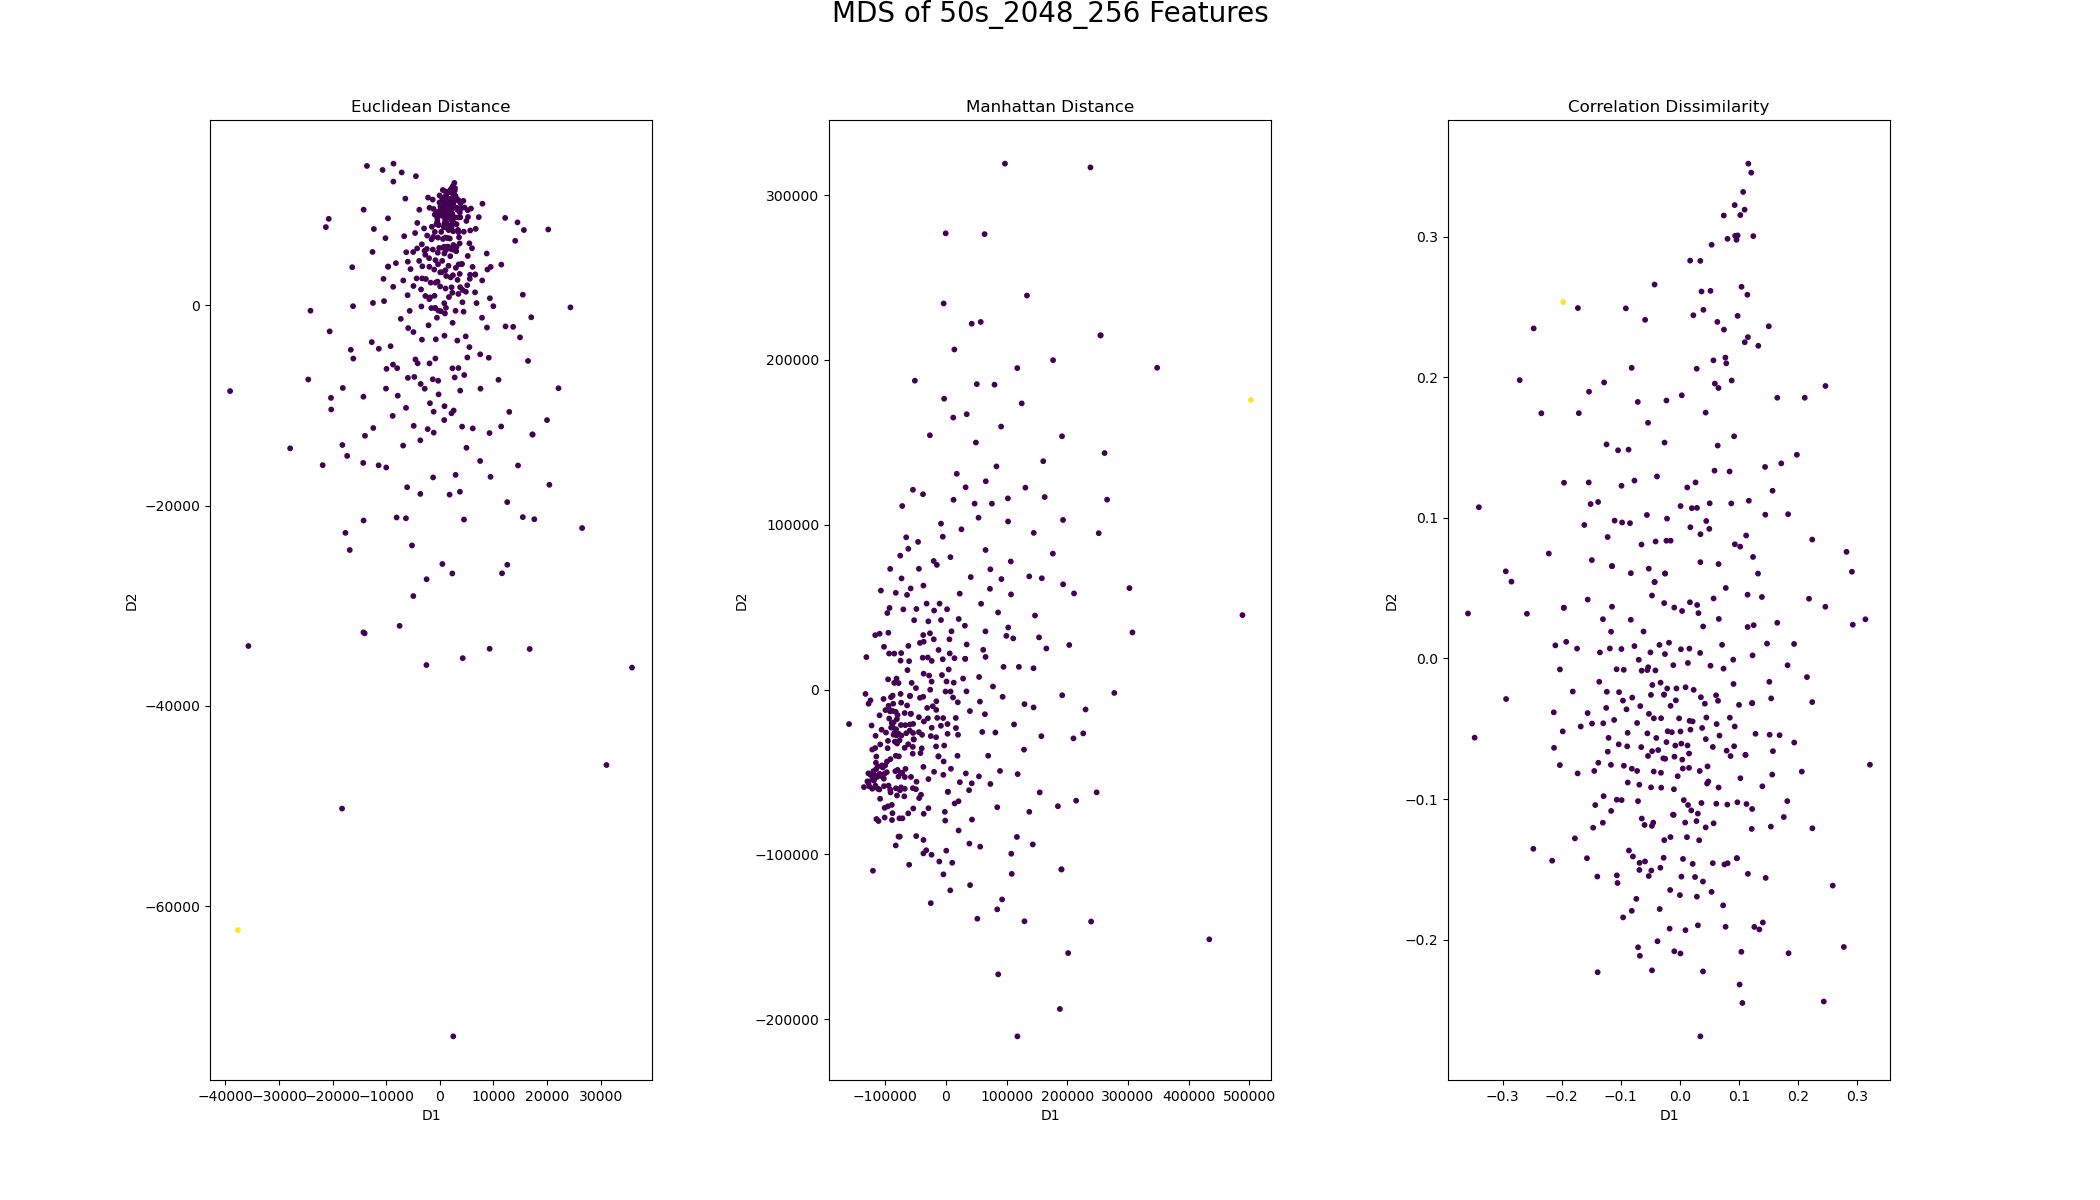 MDS of 50s_2048_256 Features
Euclidean Distance
D2
0
−20000
−40000
−60000
−40000 −30000 −20000 −10000 0 10000 20000 30000
D1
Manhattan Distance
D2
300000
200000
100000
0
−100000
−200000
−100000 0 100000 200000 300000 400000 500000
D1
Correlation Dissimilarity
D2
0.3
0.2
0.1
0.0
−0.1
−0.2
−0.3 −0.2 −0.1 0.0 0.1 0.2 0.3
D1